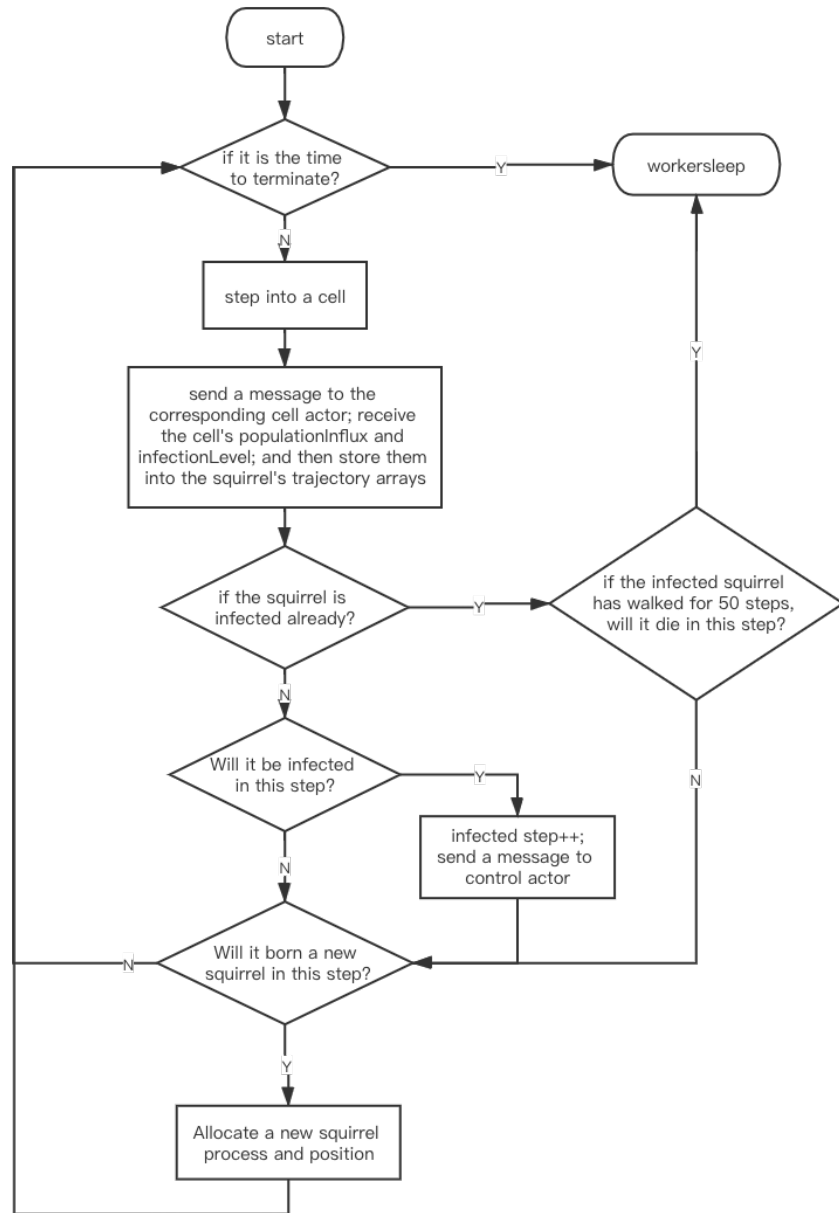 start
if it is the time
to terminate?
Y
workersleep
N
step into a cell
Y
send a message to the
corresponding cell actor; receive
the cell's populationInflux and
infectionLevel; and then store them
into the squirrel's trajectory arrays
if the squirrel is
infected already?
Y
if the infected squirrel
has walked for 50 steps,
will it die in this step?
N
Will it be infected
in this step?
Y
N
infected step++;
send a message to
control actor
N
Will it born a new
squirrel in this step?
N
Y
Allocate a new squirrel
process and position